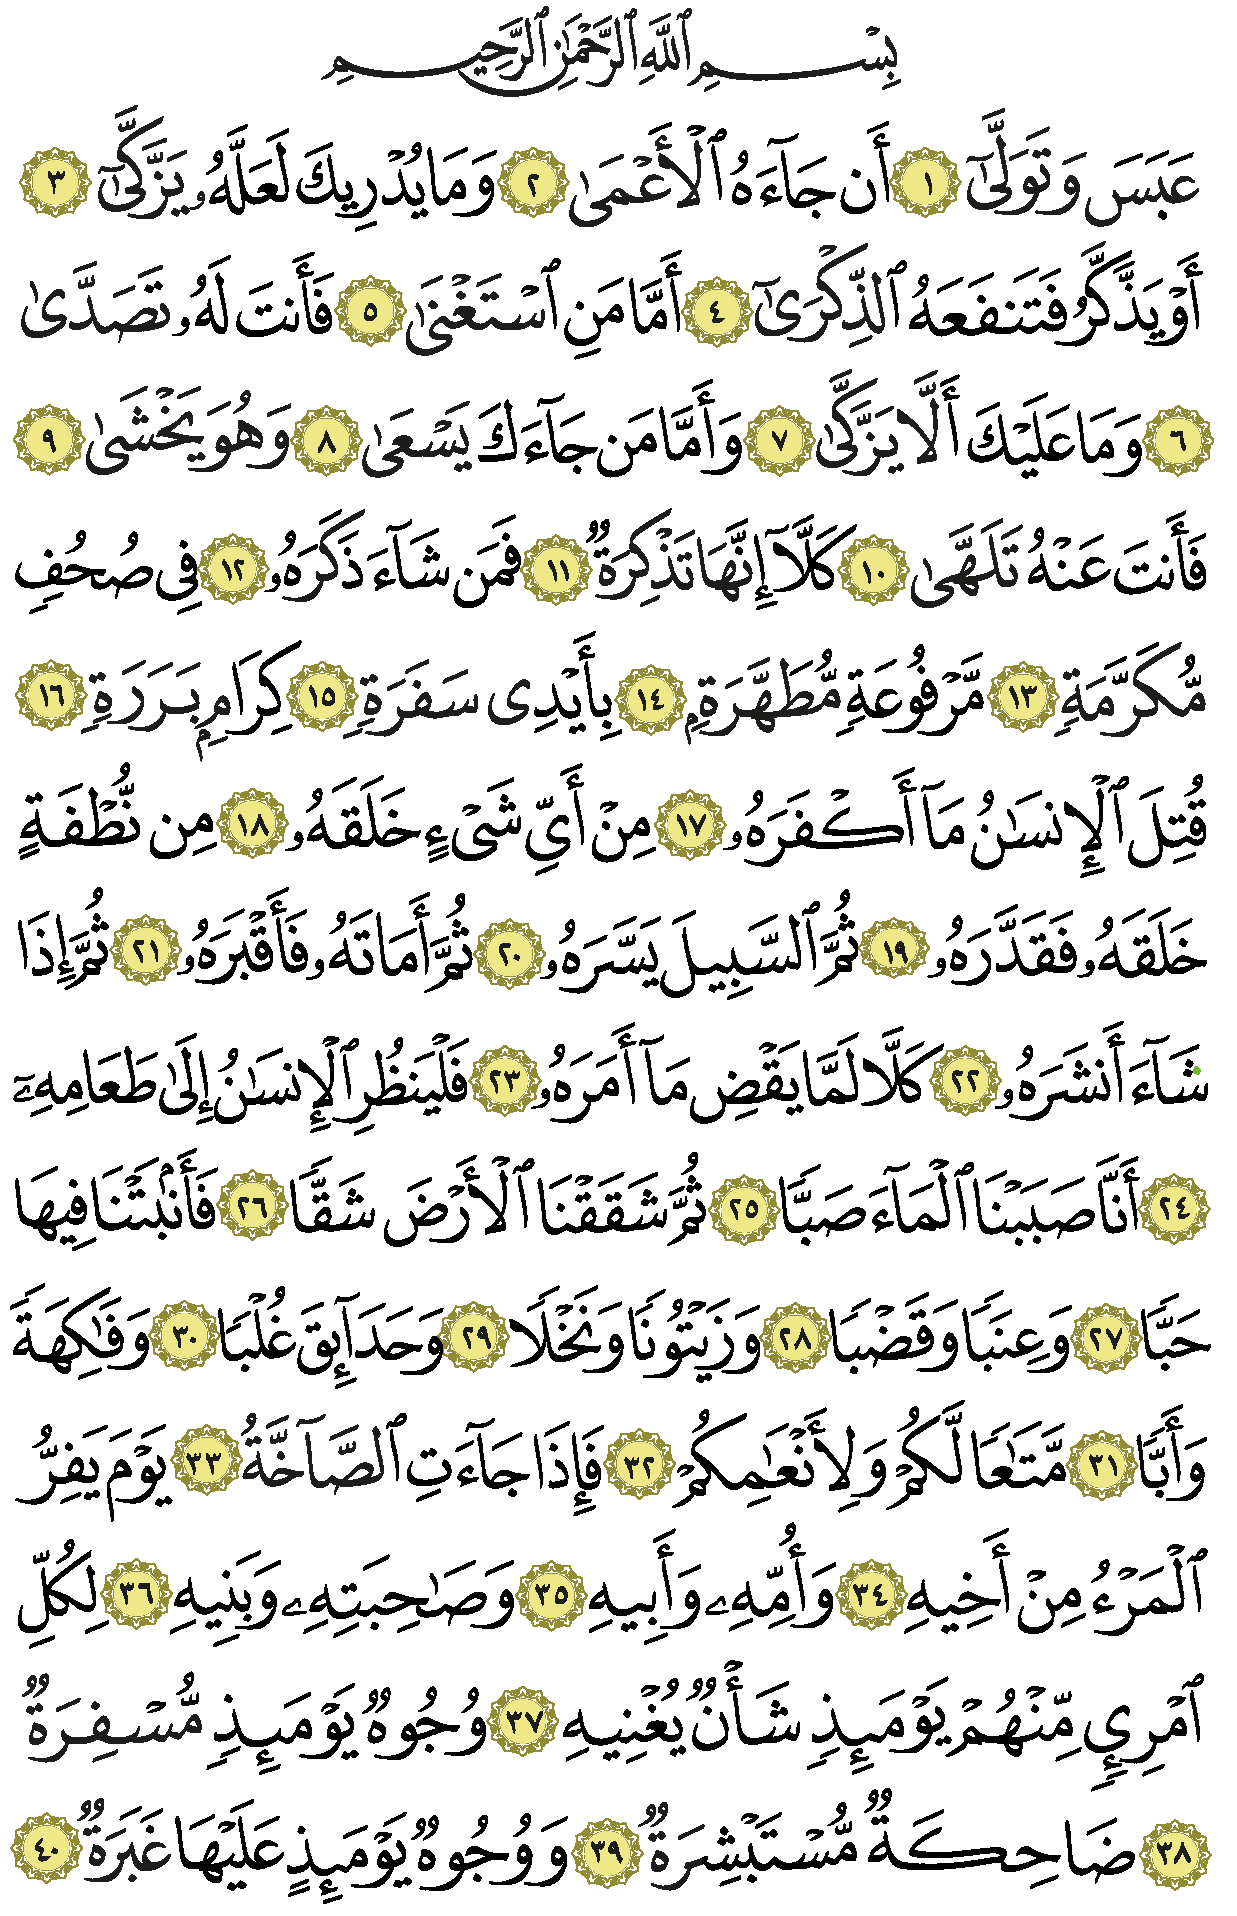 بِسْمِ ٱللَّهِ ٱلرَّحْمَٰنِ ٱلرَّحِيمِ
عَبَسَ وَتَوَلَّىٰٓ ١ أَن جَآءَهُ ٱلْأَعْمَىٰ ٢ وَمَا يُدْرِيكَ لَعَلَّهُۥ يَزَّكَّىٰٓ ٣
أَوْ يَذَّكَّرُ فَتَنفَعَهُ ٱلذِّكْرَىٰٓ ٤ أَمَّا مَنِ ٱسْتَغْنَىٰ ٥ فَأَنتَ لَهُۥ تَصَدَّىٰ
٦ وَمَا عَلَيْكَ أَلَّا يَزَّكَّىٰ ٧ وَأَمَّا مَن جَآءَكَ يَسْعَىٰ ٨ وَهُوَ يَخْشَىٰ ٩
فَأَنتَ عَنْهُ تَلَهَّىٰ ١٠ كَلَّآ إِنَّهَا تَذْكِرَةٌ ١١ فَمَن شَآءَ ذَكَرَهُۥ ١٢ فِى صُحُفٍ
مُّكَرَّمَةٍ ١٣ مَّرْفُوعَةٍ مُّطَهَّرَةٍۭ ١٤ بِأَيْدِى سَفَرَةٍ ١٥ كِرَامٍۭ بَرَرَةٍ ١٦
قُتِلَ ٱلْإِنسَٰنُ مَآ أَكْفَرَهُۥ ١٧ مِنْ أَىِّ شَىْءٍ خَلَقَهُۥ ١٨ مِن نُّطْفَةٍ
خَلَقَهُۥ فَقَدَّرَهُۥ ١٩ ثُمَّ ٱلسَّبِيلَ يَسَّرَهُۥ ٢٠ ثُمَّ أَمَاتَهُۥ فَأَقْبَرَهُۥ ٢١ ثُمَّ إِذَا
شَآءَ أَنشَرَهُۥ ٢٢ كَلَّا لَمَّا يَقْضِ مَآ أَمَرَهُۥ ٢٣ فَلْيَنظُرِ ٱلْإِنسَٰنُ إِلَىٰ طَعَامِهِۦٓ
٢٤ أَنَّا صَبَبْنَا ٱلْمَآءَ صَبًّا ٢٥ ثُمَّ شَقَقْنَا ٱلْأَرْضَ شَقًّا ٢٦ فَأَنۢبَتْنَا فِيهَا
حَبًّا ٢٧ وَعِنَبًا وَقَضْبًا ٢٨ وَزَيْتُونًا وَنَخْلًا ٢٩ وَحَدَآئِقَ غُلْبًا ٣٠ وَفَٰكِهَةً
وَأَبًّا ٣١ مَّتَٰعًا لَّكُمْ وَلِأَنْعَٰمِكُمْ ٣٢ فَإِذَا جَآءَتِ ٱلصَّآخَّةُ ٣٣ يَوْمَ يَفِرُّ
ٱلْمَرْءُ مِنْ أَخِيهِ ٣٤ وَأُمِّهِۦ وَأَبِيهِ ٣٥ وَصَٰحِبَتِهِۦ وَبَنِيهِ ٣٦ لِكُلِّ
ٱمْرِئٍ مِّنْهُمْ يَوْمَئِذٍ شَأْنٌ يُغْنِيهِ ٣٧ وُجُوهٌ يَوْمَئِذٍ مُّسْفِرَةٌ
٣٨ ضَاحِكَةٌ مُّسْتَبْشِرَةٌ ٣٩ وَوُجُوهٌ يَوْمَئِذٍ عَلَيْهَا غَبَرَةٌ ٤٠